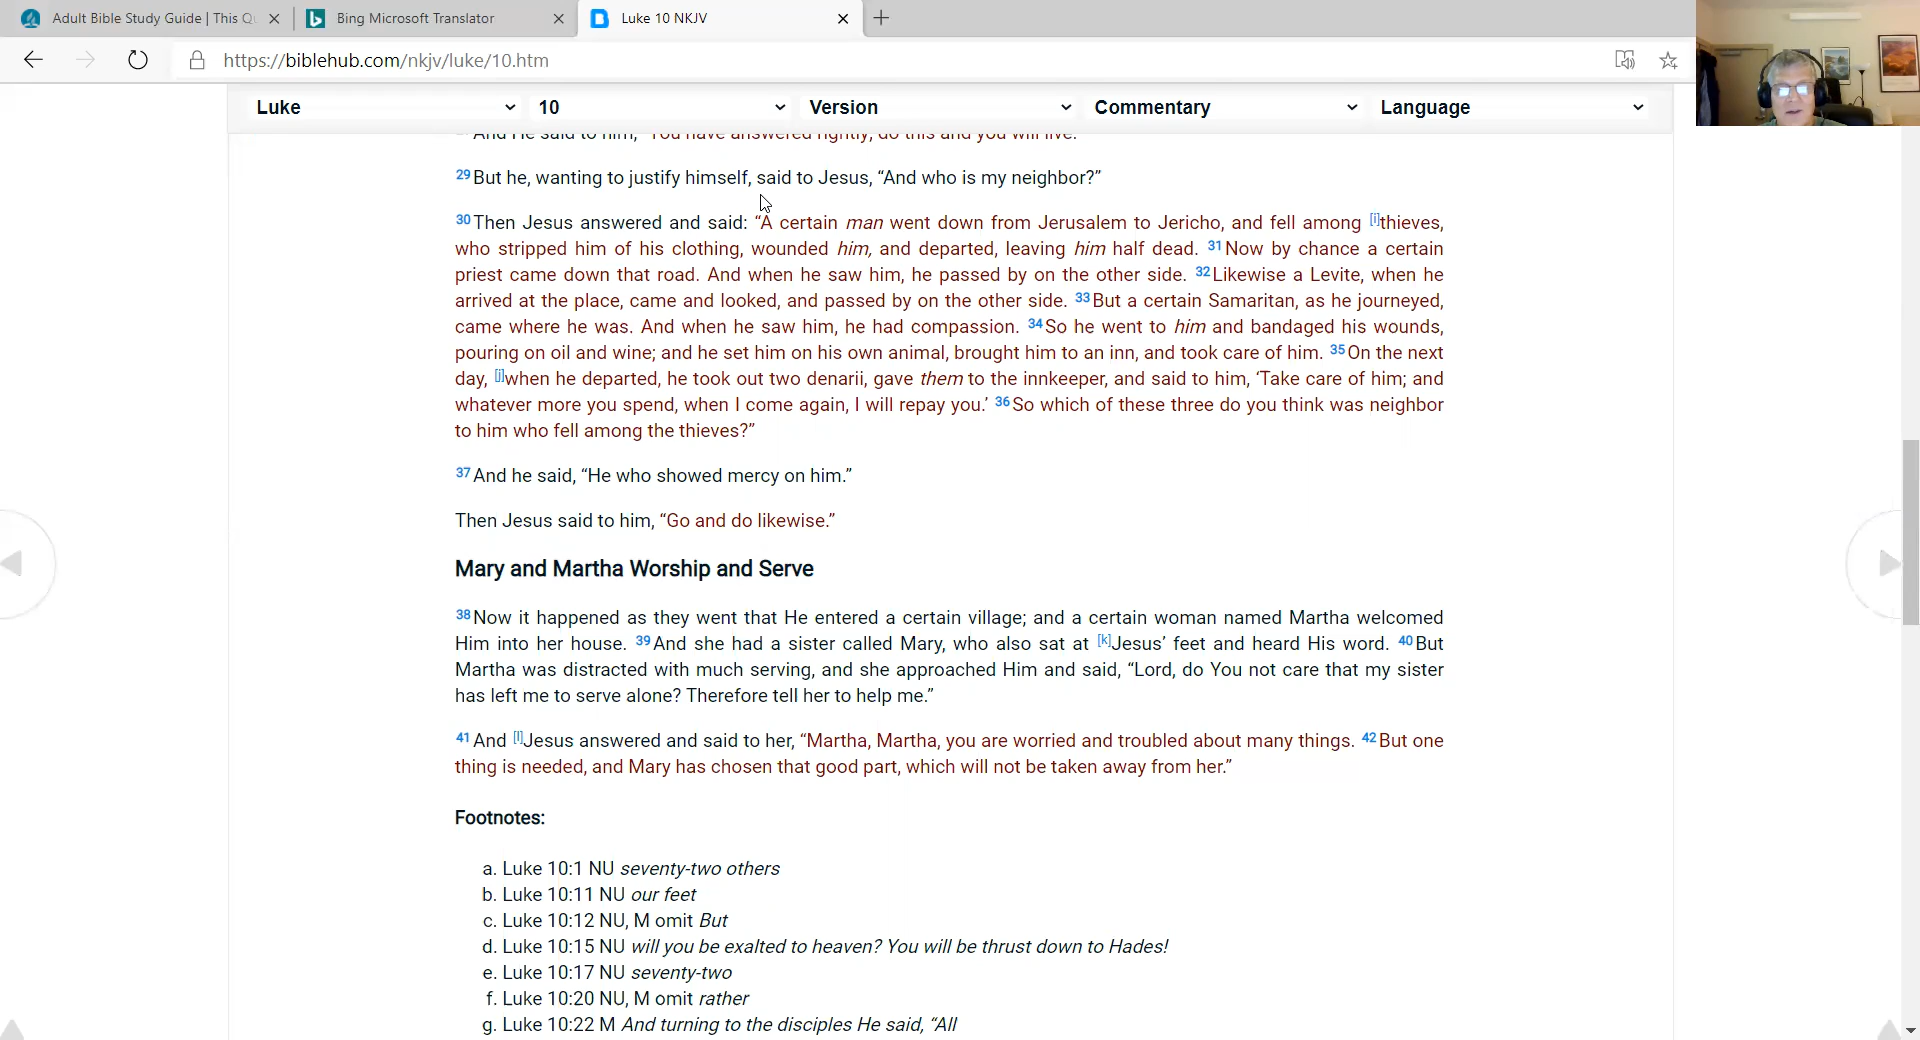 Adult Bible Study Guide | This Q
Bing Microsoft Translator
Luke 10 NKJV
https://biblehub.com/nkjv/luke/10.htm
Luke 10 Version Commentary Language
And He said to him, “You have answered rightly; do this and you will live.”
29 But he, wanting to justify himself, said to Jesus, “And who is my neighbor?”
30 Then Jesus answered and said: “A certain man went down from Jerusalem to Jericho, and fell among [i]thieves,
who stripped him of his clothing, wounded him, and departed, leaving him half dead. 31 Now by chance a certain
priest came down that road. And when he saw him, he passed by on the other side. 32 Likewise a Levite, when he
arrived at the place, came and looked, and passed by on the other side. 33 But a certain Samaritan, as he journeyed,
came where he was. And when he saw him, he had compassion. 34 So he went to him and bandaged his wounds,
pouring on oil and wine; and he set him on his own animal, brought him to an inn, and took care of him. 35 On the next
day, [j]when he departed, he took out two denarii, gave them to the innkeeper, and said to him, ‘Take care of him; and
whatever more you spend, when I come again, I will repay you.’ 36 So which of these three do you think was neighbor
to him who fell among the thieves?”
37 And he said, “He who showed mercy on him.”
Then Jesus said to him, “Go and do likewise.”
Mary and Martha Worship and Serve
38 Now it happened as they went that He entered a certain village; and a certain woman named Martha welcomed
Him into her house. 39 And she had a sister called Mary, who also sat at [k]Jesus’ feet and heard His word. 40 But
Martha was distracted with much serving, and she approached Him and said, “Lord, do You not care that my sister
has left me to serve alone? Therefore tell her to help me.”
41 And [l]Jesus answered and said to her, “Martha, Martha, you are worried and troubled about many things. 42 But one
thing is needed, and Mary has chosen that good part, which will not be taken away from her.”
Footnotes:
a. Luke 10:1 NU seventy-two others
b. Luke 10:11 NU our feet
c. Luke 10:12 NU, M omit But
d. Luke 10:15 NU will you be exalted to heaven? You will be thrust down to Hades!
e. Luke 10:17 NU seventy-two
f. Luke 10:20 NU, M omit rather
g. Luke 10:22 M And turning to the disciples He said, “All